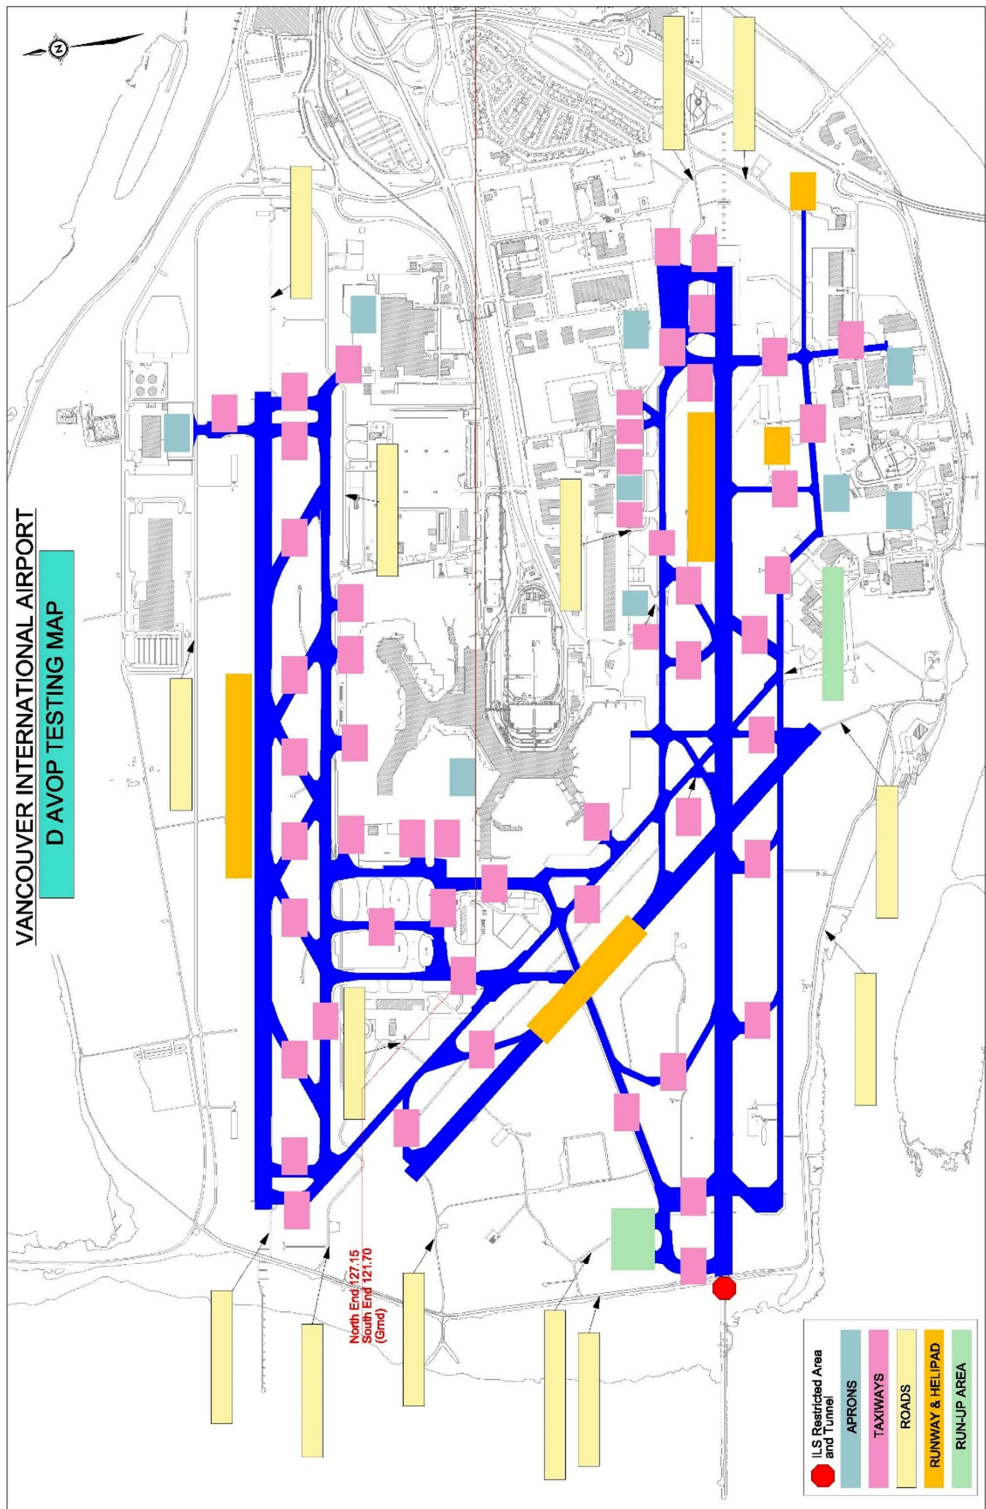 VANCOUVER INTERNATIONAL AIRPORT
D AVOP TESTING MAP
N
North End 127.15
South End 121.70
(Grnd)
ILS Restricted Area
and Tunnel
APRONS
TAXIWAYS
ROADS
RUNWAY & HELIPAD
RUN-UP AREA